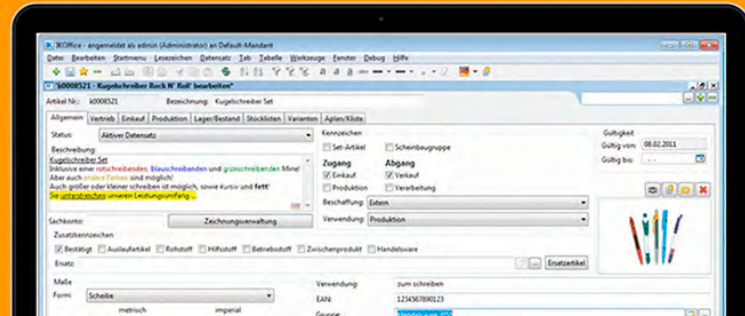 IKOffice - angemeldet als admin (Administrator) an Default-Mandant
Datei Bearbeiten Startmenu Lesezeichen Datensatz Tab Tabelle Werkzeuge Fenster Debug Hilfe
"k0008521 - Kugelschreiber Rock N' Roll' bearbeiten"
Artikel Nr.: k0008521 Bezeichnung: Kugelschreiber Set
Allgemein Vertrieb Einkauf Produktion Lager/Bestand Stücklisten Varianten Aplan/Kliste
Status: Aktiver Datensatz Kennzeichen Gültigkeit
Set-Artikel Scheinbaugruppe Gültig von: 08.02.2011
Beschreibung: Gültig bis:
Kugelschreiber Set Zugang Abgang
Inklusive einer rotschreibenden, blauschreibenden und grünschreibenden Mine! Einkauf Verkauf
Aber auch andere Farben sind möglich!
Auch größer oder kleiner schreiben ist möglich, sowie kursiv und fett! Produktion Verarbeitung
Sie unterstreichen unseren Leistungsumfang... Beschaffung: Extern
Sachkonto: Zeichnungsverwaltung Verwendung: Produktion
Zusatzkennzeichen
Bestätigt Auslaufartikel Rohstoff Hilfsstoff Betriebsstoff Zwischenprodukt Handelsware
Ersatz: Ersatzartikel
Maße Verwendung: zum schreiben
Form: Scheibe EAN: 1234567890123
metrisch imperial Gruppe: